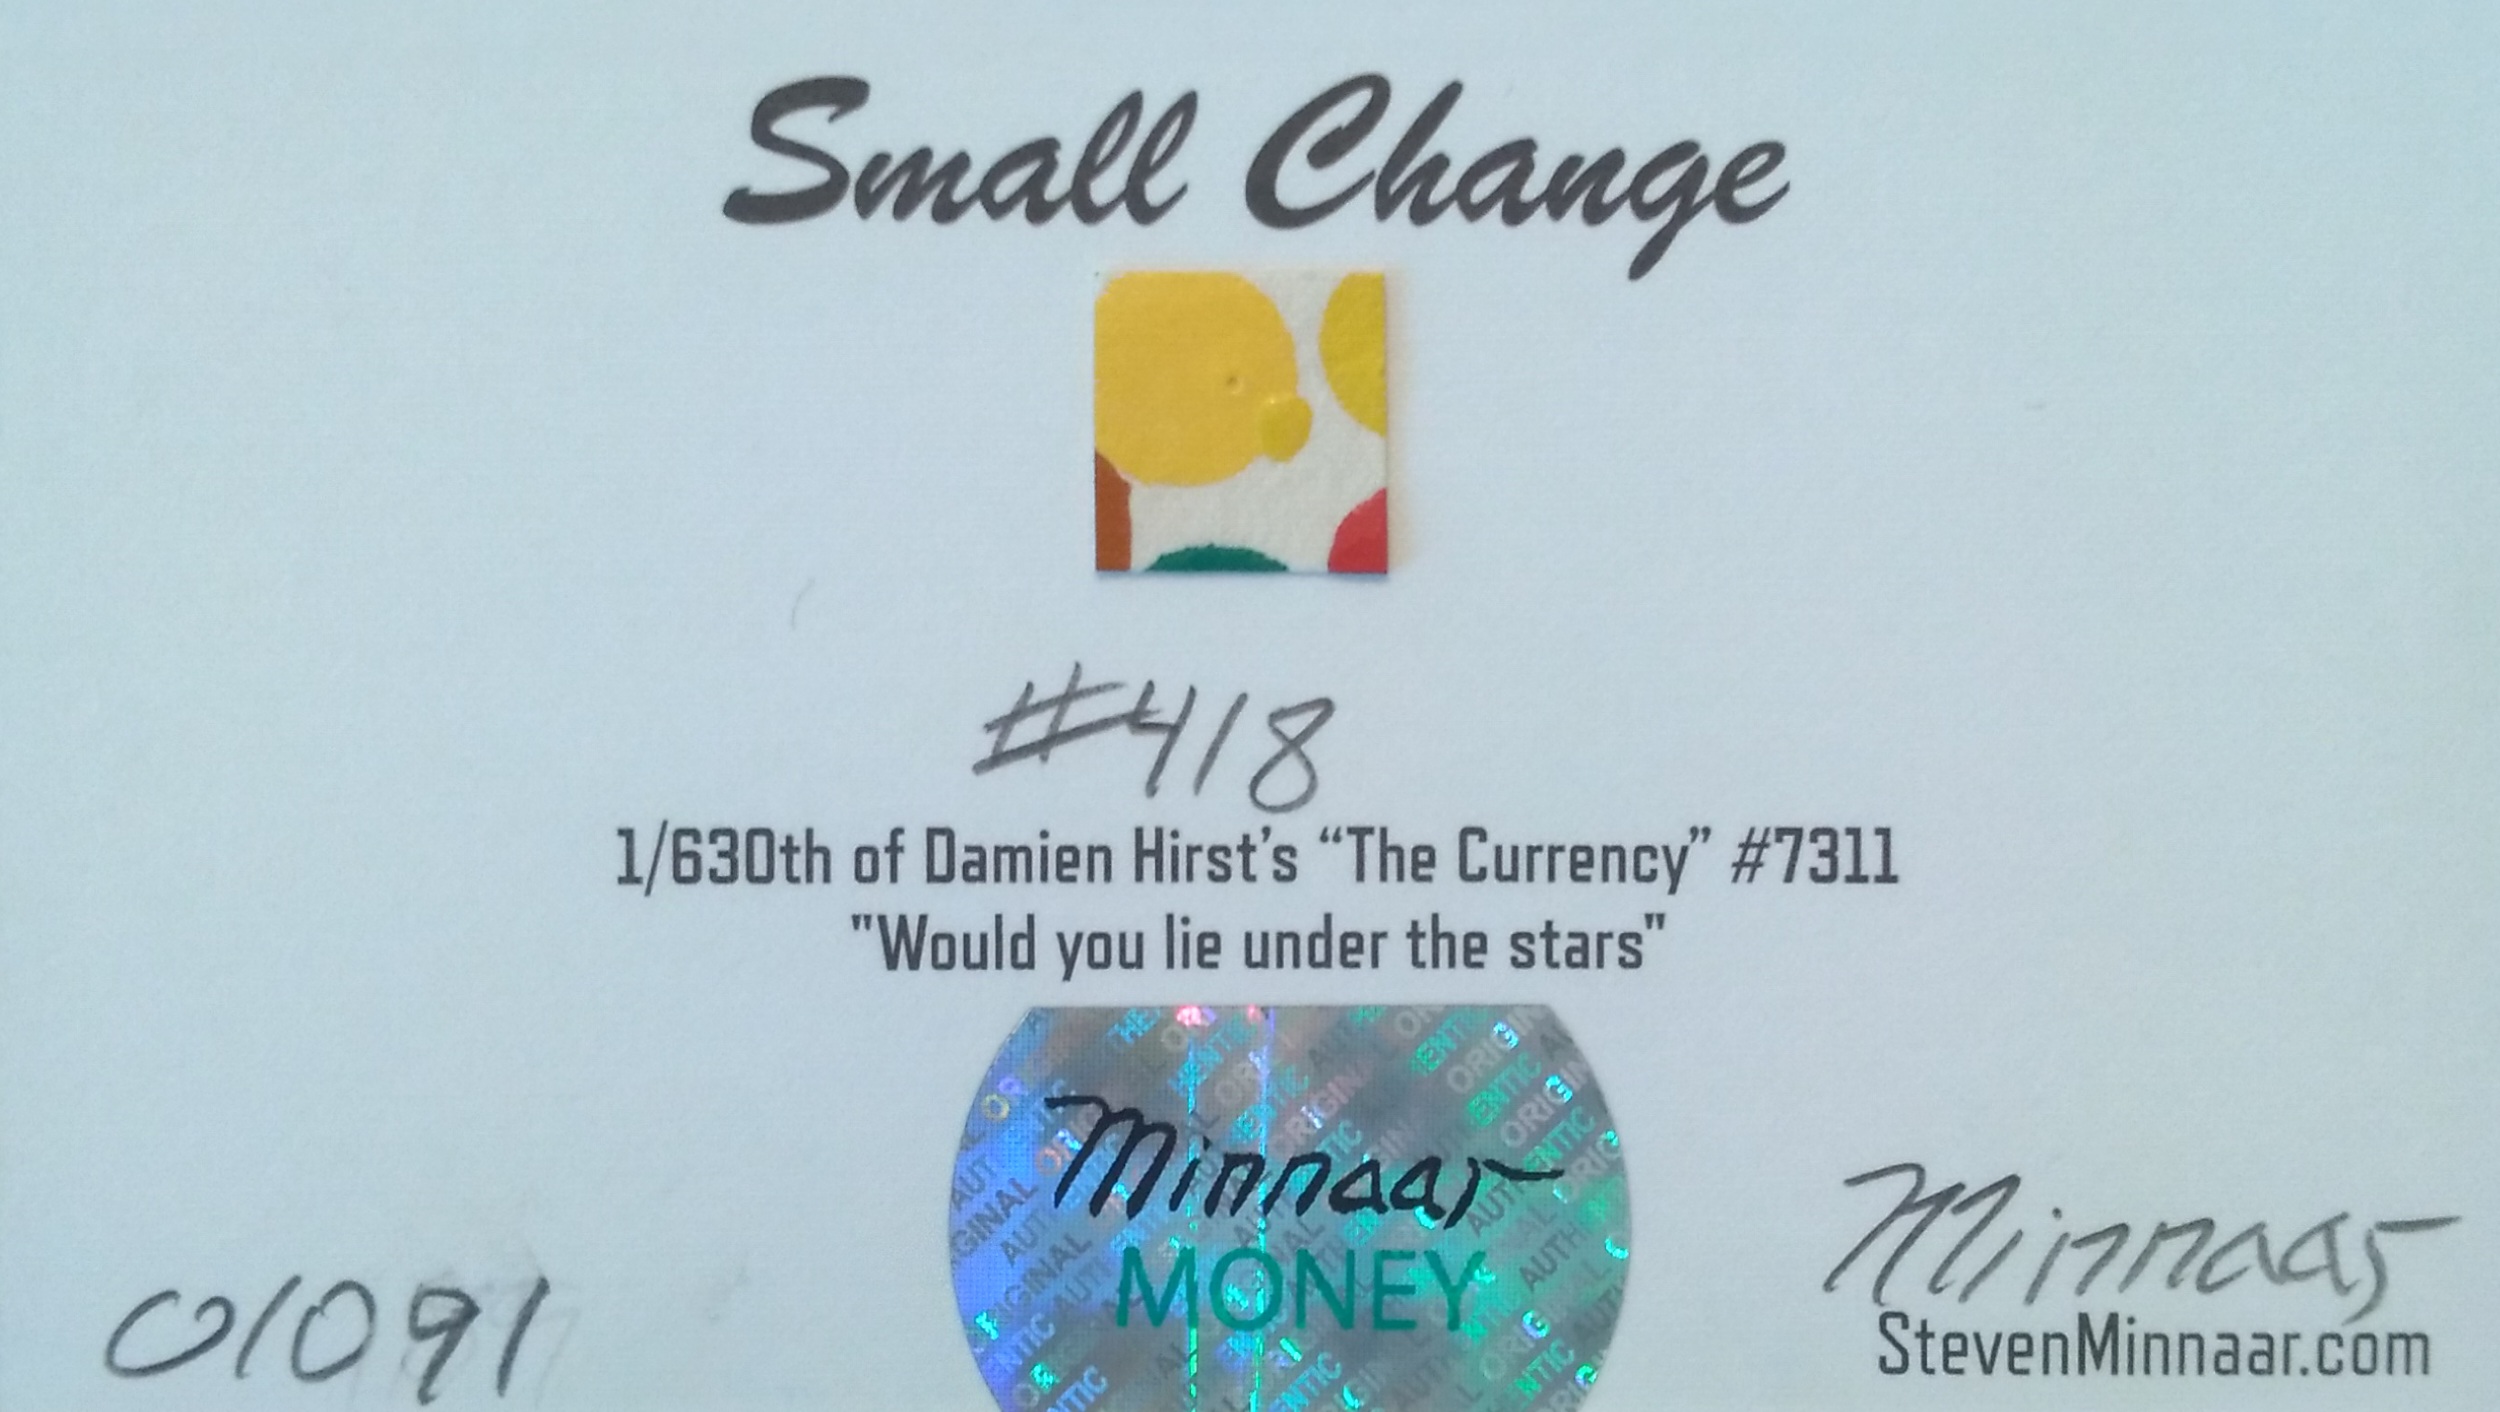 Small Change
#418
1/630th of Damien Hirst's “The Currency” #7311
"Would you lie under the stars"
Minnaar
MONEY
01091
Minnaar
StevenMinnaar.com